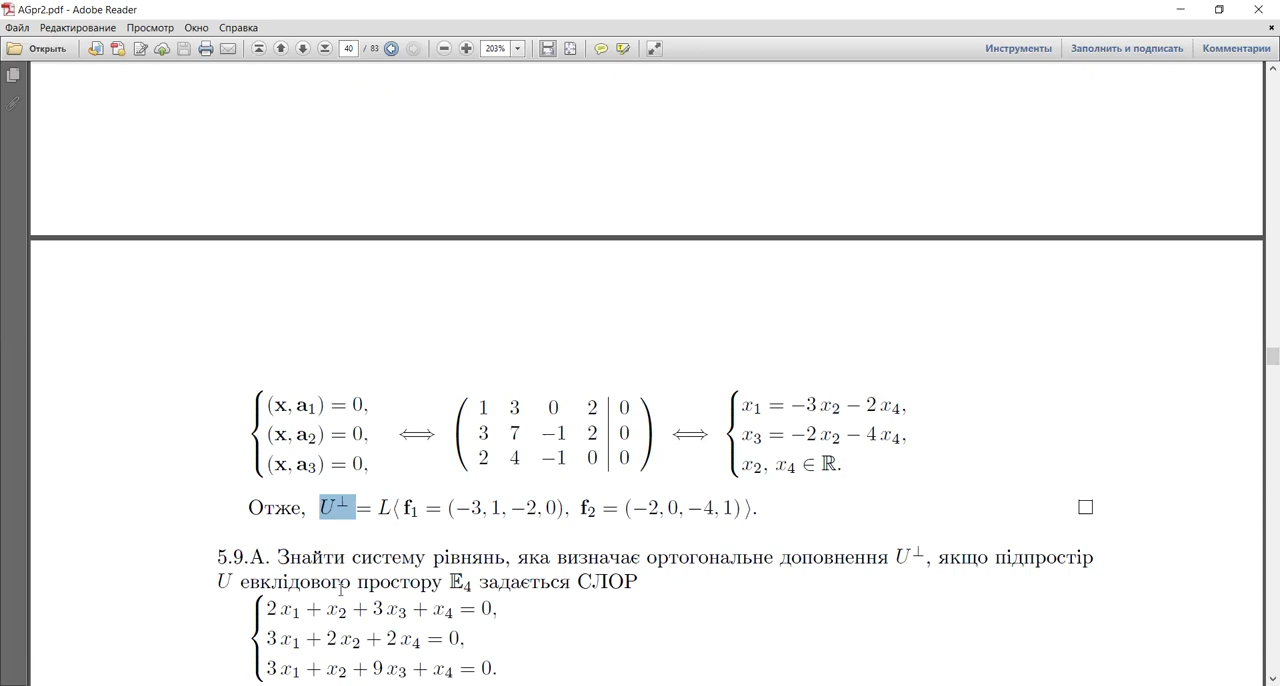 AGpr2.pdf - Adobe Reader
Файл Редактирование Просмотр Окно Справка
Открыть 40 / 83 203% Инструменты Заполнить и подписать Комментарии
{ (x, a₁) = 0, ⟺ ( 1 3 0 2 | 0 ) ⟺ { x₁ = −3 x₂ − 2 x₄,
(x, a₂) = 0, 3 7 −1 2 | 0 x₃ = −2 x₂ − 4 x₄,
(x, a₃) = 0, 2 4 −1 0 | 0 x₂, x₄ ∈ ℝ.
Отже, U⊥ = L⟨ f₁ = (−3, 1, −2, 0), f₂ = (−2, 0, −4, 1) ⟩. □
5.9.А. Знайти систему рівнянь, яка визначає ортогональне доповнення U⊥, якщо підпростір
U евклідового простору 𝔼₄ задається СЛОР
{ 2 x₁ + x₂ + 3 x₃ + x₄ = 0,
3 x₁ + 2 x₂ + 2 x₄ = 0,
3 x₁ + x₂ + 9 x₃ + x₄ = 0.